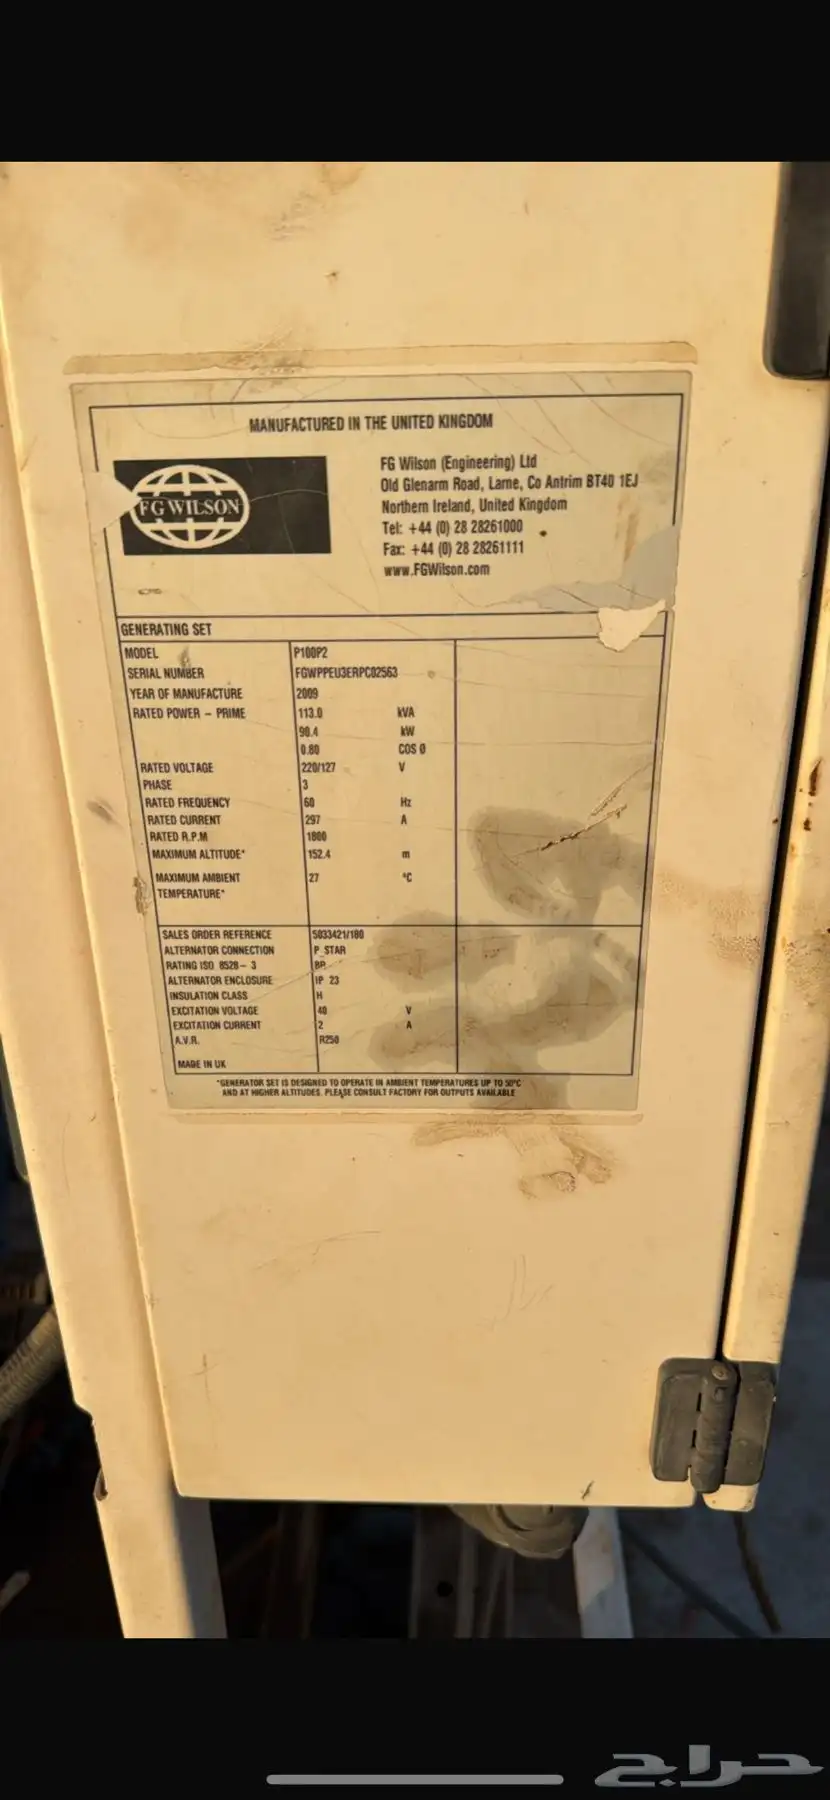 MANUFACTURED IN THE UNITED KINGDOM
FG WILSON
FG Wilson (Engineering) Ltd
Old Glenarm Road, Larne, Co Antrim BT40 1EJ
Northern Ireland, United Kingdom
Tel: +44 (0) 28 28261000
Fax: +44 (0) 28 28261111
www.FGWilson.com
GENERATING SET
MODEL P100P2
SERIAL NUMBER FGWPPEU3ERPC02563
YEAR OF MANUFACTURE 2009
RATED POWER – PRIME 113.0 kVA
90.4 kW
0.80 COS Ø
RATED VOLTAGE 220/127 V
PHASE 3
RATED FREQUENCY 60 Hz
RATED CURRENT 297 A
RATED R.P.M 1800
MAXIMUM ALTITUDE* 152.4 m
MAXIMUM AMBIENT 27 °C
TEMPERATURE*
SALES ORDER REFERENCE S033421/180
ALTERNATOR CONNECTION P_STAR
RATING ISO 8528 – 3 BR
ALTERNATOR ENCLOSURE IP 23
INSULATION CLASS H
EXCITATION VOLTAGE 40 V
EXCITATION CURRENT 2 A
A.V.R. R250
MADE IN UK
*GENERATOR SET IS DESIGNED TO OPERATE IN AMBIENT TEMPERATURES UP TO 50°C
AND AT HIGHER ALTITUDES. PLEASE CONSULT FACTORY FOR OUTPUTS AVAILABLE
حراج